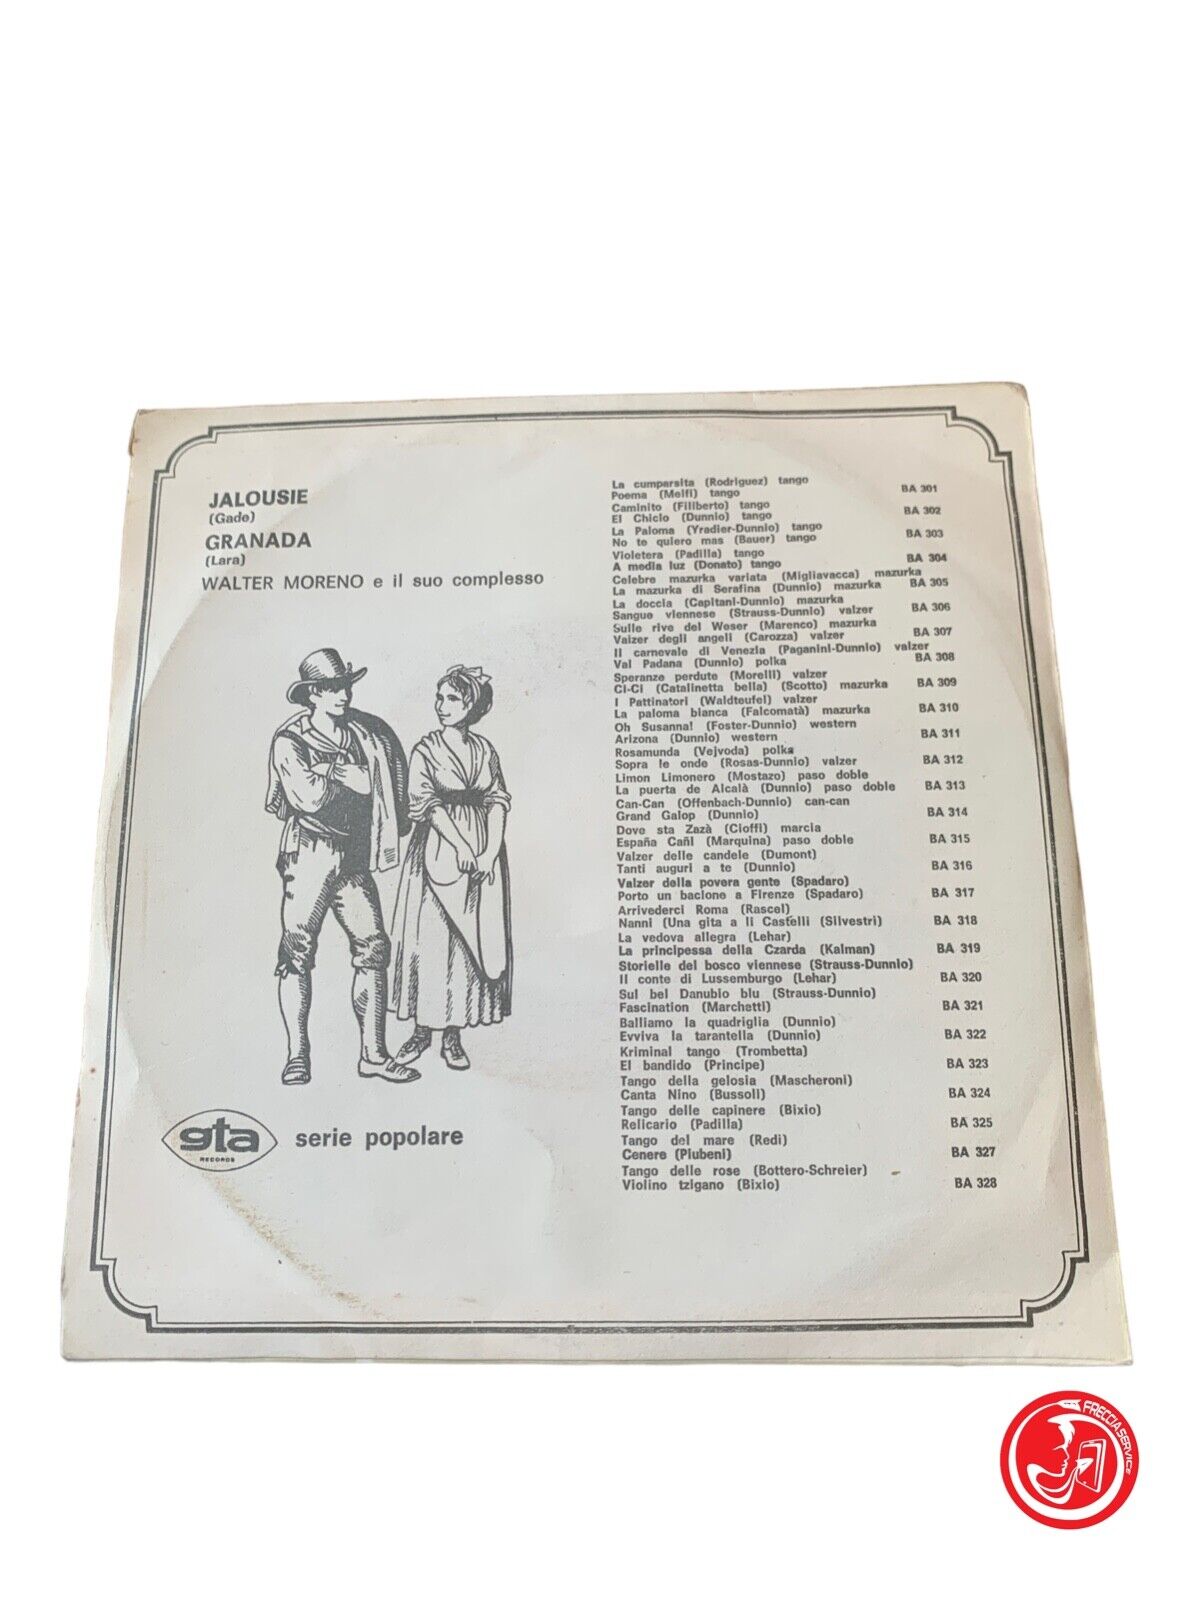 JALOUSIE
(Gade)
GRANADA
(Lara)
WALTER MORENO e il suo complesso
gta
RECORDS
serie popolare
La cumparsita (Rodriguez) tango
Poema (Melfi) tango BA 301
Caminito (Filiberto) tango
El Chiclo (Dunnio) tango BA 302
La Paloma (Yradier-Dunnio) tango
No te quiero mas (Bauer) tango BA 303
Violetera (Padilla) tango
A media luz (Donato) tango BA 304
Celebre mazurka variata (Migliavacca) mazurka
La mazurka di Serafina (Dunnio) mazurka BA 305
La doccia (Capitani-Dunnio) mazurka
Sangue viennese (Strauss-Dunnio) valzer BA 306
Sulle rive del Weser (Marenco) mazurka
Valzer degli angeli (Carozza) valzer BA 307
Il carnevale di Venezia (Paganini-Dunnio) valzer
Val Padana (Dunnio) polka BA 308
Speranze perdute (Morelli) valzer
Ci-Ci (Catalinetta bella) (Scotto) mazurka BA 309
I Pattinatori (Waldteufel) valzer
La paloma bianca (Falcomatà) mazurka BA 310
Oh Susanna! (Foster-Dunnio) western
Arizona (Dunnio) western BA 311
Rosamunda (Vejvoda) polka
Sopra le onde (Rosas-Dunnio) valzer BA 312
Limon Limonero (Mostazo) paso doble
La puerta de Alcalà (Dunnio) paso doble BA 313
Can-Can (Offenbach-Dunnio) can-can
Grand Galop (Dunnio) BA 314
Dove sta Zazà (Cioffi) marcia
España Cañi (Marquina) paso doble BA 315
Valzer delle candele (Dumont)
Tanti auguri a te (Dunnio) BA 316
Valzer della povera gente (Spadaro)
Porto un bacione a Firenze (Spadaro) BA 317
Arrivederci Roma (Rascel)
Nanni (Una gita a li Castelli (Silvestri) BA 318
La vedova allegra (Lehar)
La principessa della Czarda (Kalman) BA 319
Storielle del bosco viennese (Strauss-Dunnio)
Il conte di Lussemburgo (Lehar) BA 320
Sul bel Danubio blu (Strauss-Dunnio)
Fascination (Marchetti) BA 321
Balliamo la quadriglia (Dunnio)
Evviva la tarantella (Dunnio) BA 322
Kriminal tango (Trombetta)
El bandido (Principe) BA 323
Tango della gelosia (Mascheroni)
Canta Nino (Bussoli) BA 324
Tango delle capinere (Bixio)
Relicario (Padilla) BA 325
Tango del mare (Redi)
Cenere (Piubeni) BA 327
Tango delle rose (Bottero-Schreier)
Violino tzigano (Bixio) BA 328
FRECCIASERVICE